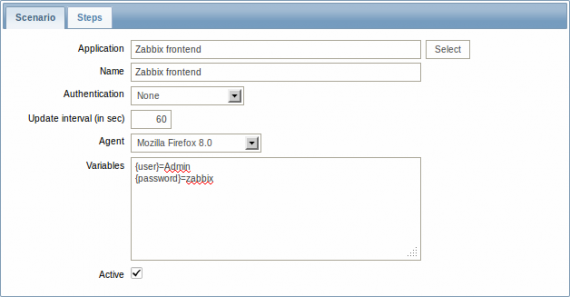 Scenario Steps
Application Zabbix frontend Select
Name Zabbix frontend
Authentication None
Update interval (in sec) 60
Agent Mozilla Firefox 8.0
Variables {user}=Admin
{password}=zabbix
Active